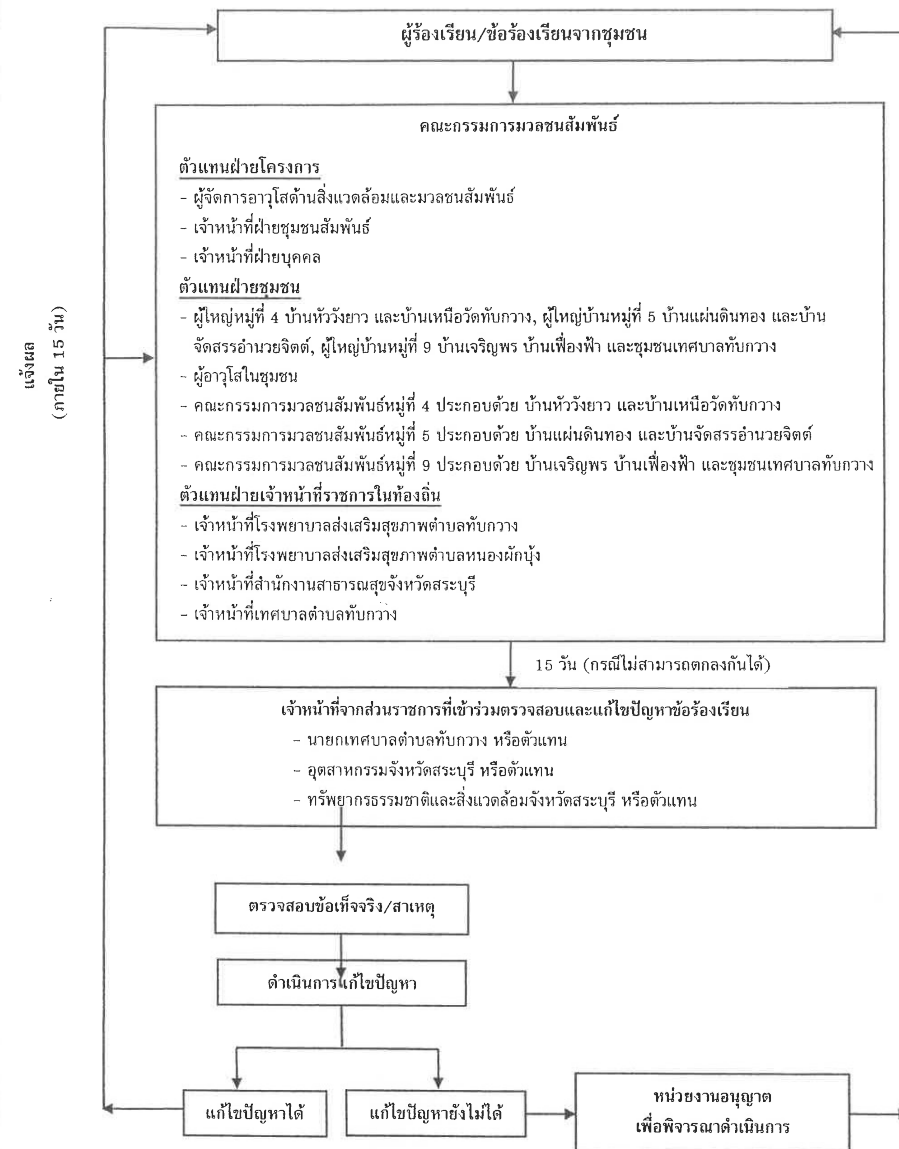 ผู้ร้องเรียน/ข้อร้องเรียนจากชุมชน
คณะกรรมการมวลชนสัมพันธ์
ตัวแทนฝ่ายโครงการ
- ผู้จัดการอาวุโสด้านสิ่งแวดล้อมและมวลชนสัมพันธ์
- เจ้าหน้าที่ฝ่ายชุมชนสัมพันธ์
- เจ้าหน้าที่ฝ่ายบุคคล
ตัวแทนฝ่ายชุมชน
- ผู้ใหญ่หมู่ที่ 4 บ้านหัววังยาว และบ้านเหนือวัดทับกวาง, ผู้ใหญ่บ้านหมู่ที่ 5 บ้านแผ่นดินทอง และบ้าน
จัดสรรอำนวยจิตต์, ผู้ใหญ่บ้านหมู่ที่ 9 บ้านเจริญพร บ้านเฟื่องฟ้า และชุมชนเทศบาลทับกวาง
- ผู้อาวุโสในชุมชน
- คณะกรรมการมวลชนสัมพันธ์หมู่ที่ 4 ประกอบด้วย บ้านหัววังยาว และบ้านเหนือวัดทับกวาง
- คณะกรรมการมวลชนสัมพันธ์หมู่ที่ 5 ประกอบด้วย บ้านแผ่นดินทอง และบ้านจัดสรรอำนวยจิตต์
- คณะกรรมการมวลชนสัมพันธ์หมู่ที่ 9 ประกอบด้วย บ้านเจริญพร บ้านเฟื่องฟ้า และชุมชนเทศบาลทับกวาง
ตัวแทนฝ่ายเจ้าหน้าที่ราชการในท้องถิ่น
- เจ้าหน้าที่โรงพยาบาลส่งเสริมสุขภาพตำบลทับกวาง
- เจ้าหน้าที่โรงพยาบาลส่งเสริมสุขภาพตำบลหนองผักบุ้ง
- เจ้าหน้าที่สำนักงานสาธารณสุขจังหวัดสระบุรี
- เจ้าหน้าที่เทศบาลตำบลทับกวาง
แจ้งผล
(ภายใน 15 วัน)
15 วัน (กรณีไม่สามารถตกลงกันได้)
เจ้าหน้าที่จากส่วนราชการที่เข้าร่วมตรวจสอบและแก้ไขปัญหาข้อร้องเรียน
- นายกเทศบาลตำบลทับกวาง หรือตัวแทน
- อุตสาหกรรมจังหวัดสระบุรี หรือตัวแทน
- ทรัพยากรธรรมชาติและสิ่งแวดล้อมจังหวัดสระบุรี หรือตัวแทน
ตรวจสอบข้อเท็จจริง/สาเหตุ
ดำเนินการแก้ไขปัญหา
แก้ไขปัญหาได้
แก้ไขปัญหายังไม่ได้
หน่วยงานอนุญาต
เพื่อพิจารณาดำเนินการ